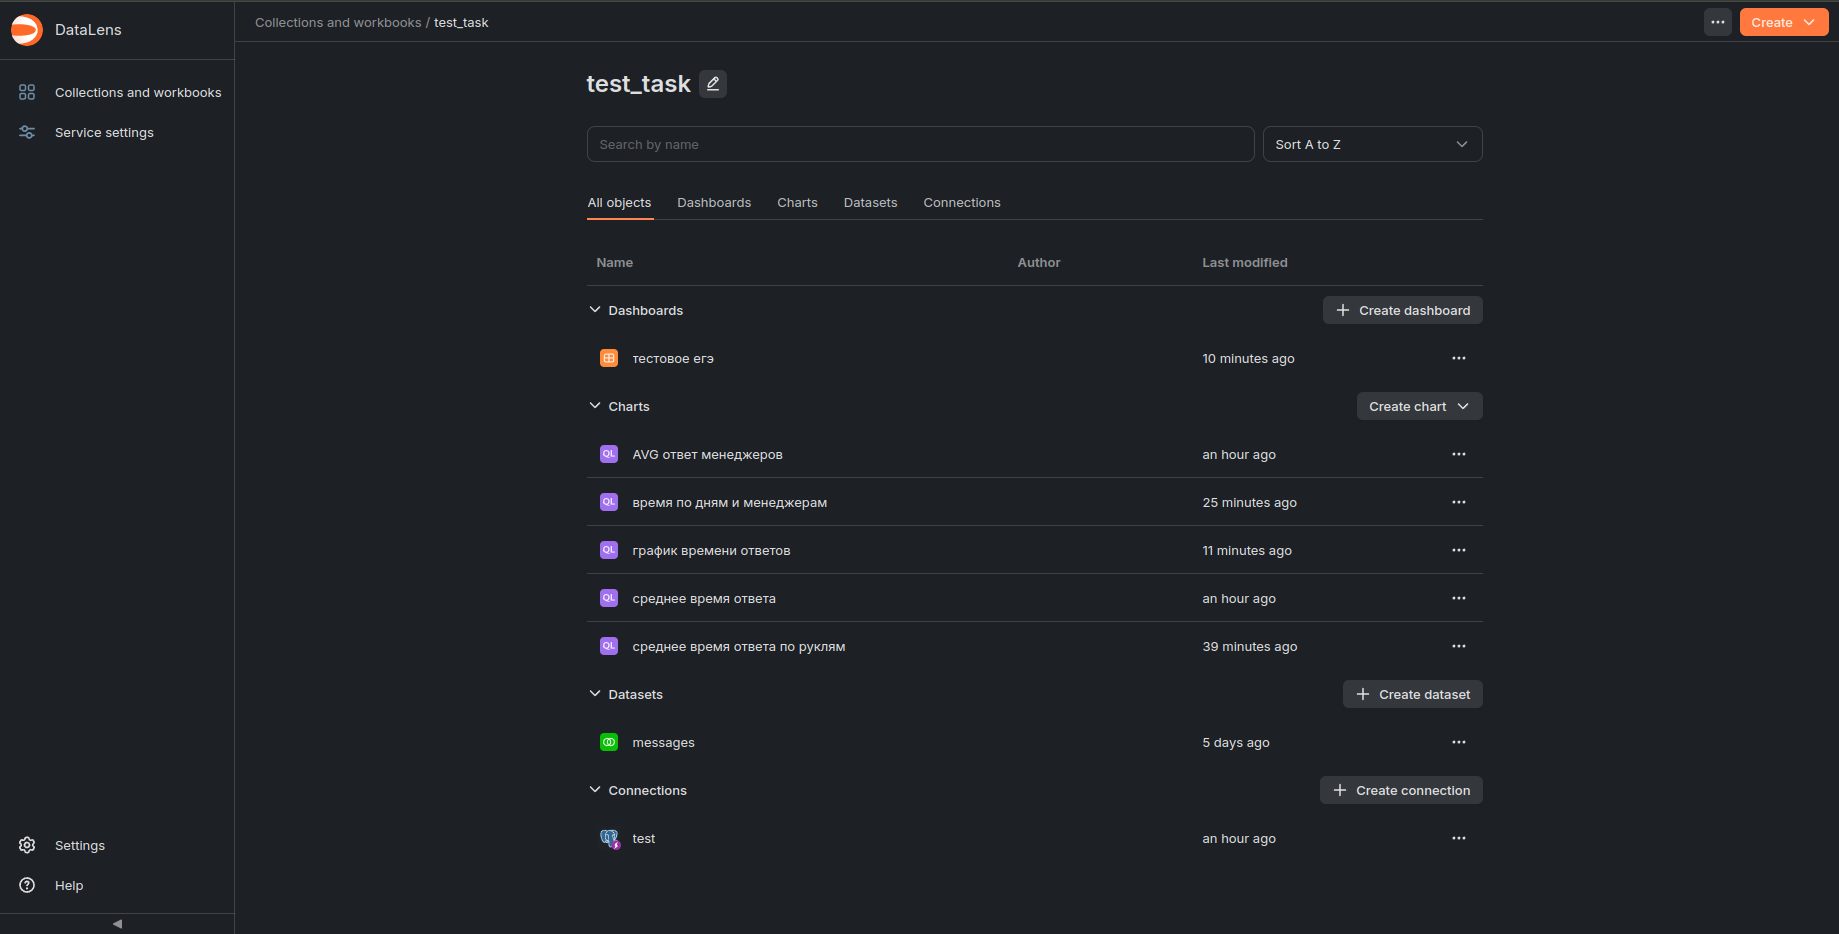 DataLens
Collections and workbooks / test_task
Create
Collections and workbooks
Service settings
test_task
Search by name
Sort A to Z
All objects
Dashboards
Charts
Datasets
Connections
Name
Author
Last modified
Dashboards
Create dashboard
тестовое егэ
10 minutes ago
Charts
Create chart
QL
AVG ответ менеджеров
an hour ago
QL
время по дням и менеджерам
25 minutes ago
QL
график времени ответов
11 minutes ago
QL
среднее время ответа
an hour ago
QL
среднее время ответа по руклям
39 minutes ago
Datasets
Create dataset
messages
5 days ago
Connections
Create connection
test
an hour ago
Settings
Help